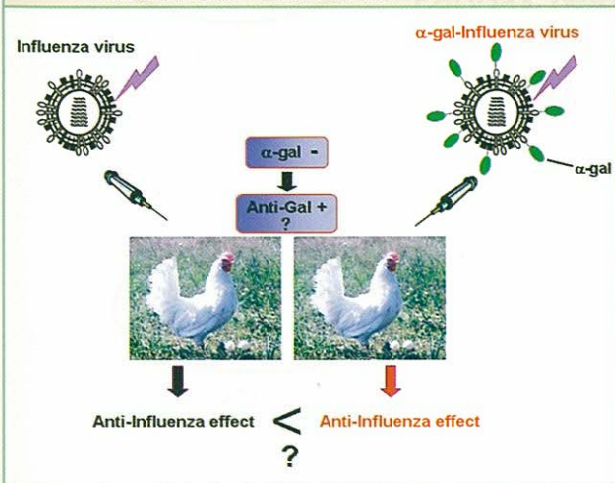 Influenza virus
α-gal-Influenza virus
α-gal
α-gal -
Anti-Gal +
?
Anti-Influenza effect < Anti-Influenza effect
?